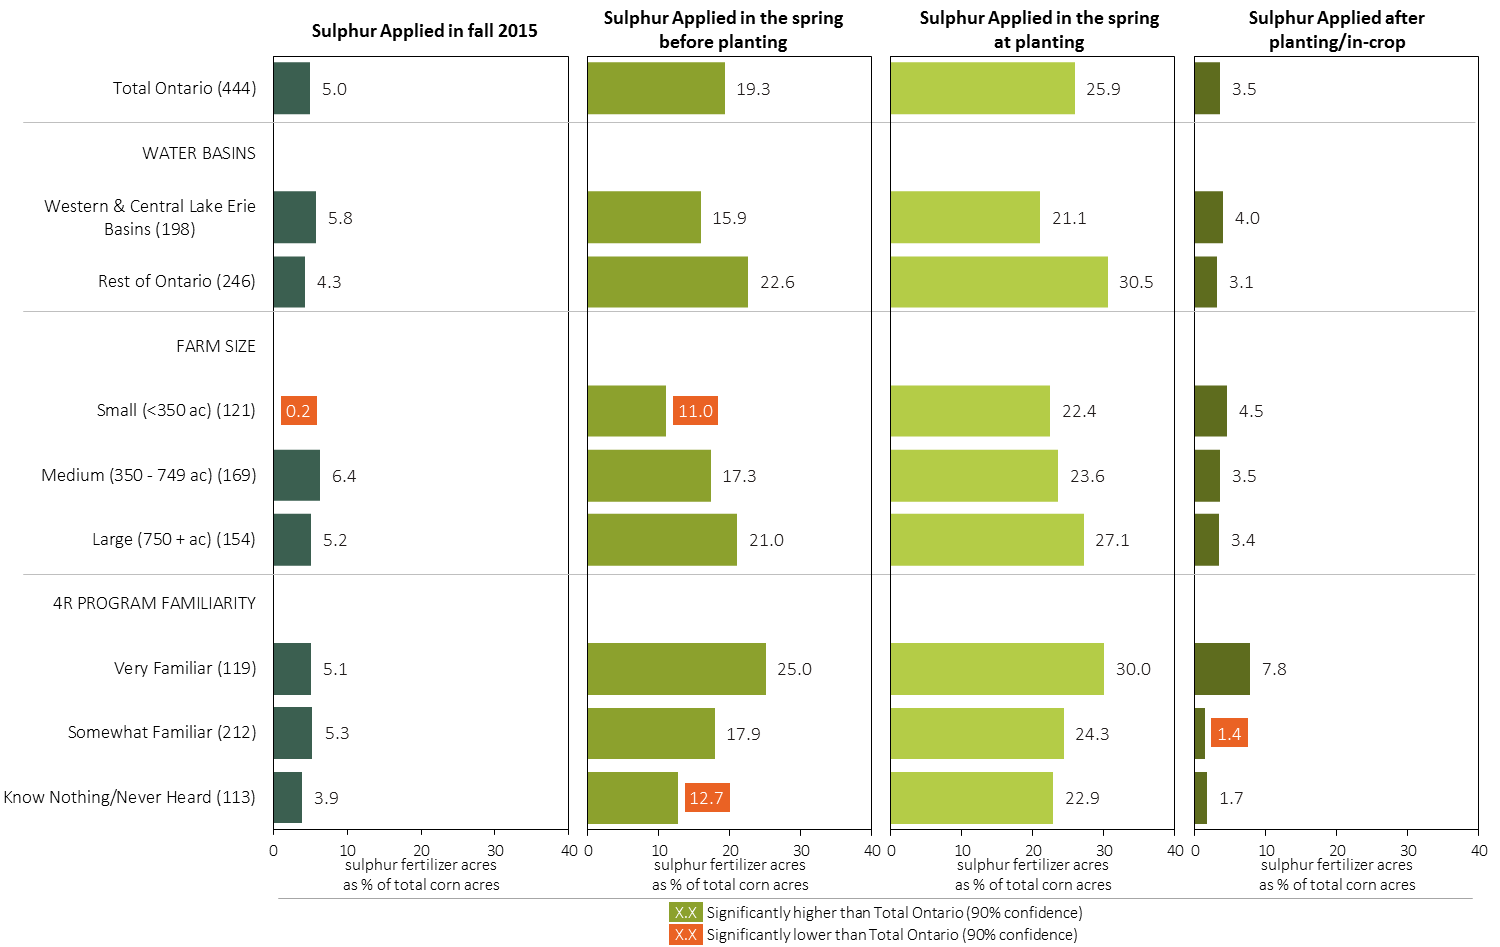 Sulphur Applied in fall 2015
Sulphur Applied in the spring
before planting
Sulphur Applied in the spring
at planting
Sulphur Applied after
planting/in-crop
Total Ontario (444)
5.0
19.3
25.9
3.5
WATER BASINS
Western & Central Lake Erie
Basins (198)
5.8
15.9
21.1
4.0
Rest of Ontario (246)
4.3
22.6
30.5
3.1
FARM SIZE
Small (<350 ac) (121)
0.2
11.0
22.4
4.5
Medium (350 - 749 ac) (169)
6.4
17.3
23.6
3.5
Large (750 + ac) (154)
5.2
21.0
27.1
3.4
4R PROGRAM FAMILIARITY
Very Familiar (119)
5.1
25.0
30.0
7.8
Somewhat Familiar (212)
5.3
17.9
24.3
1.4
Know Nothing/Never Heard (113)
3.9
12.7
22.9
1.7
0 10 20 30 40
0 10 20 30 40
0 10 20 30 40
0 10 20 30 40
sulphur fertilizer acres
as % of total corn acres
sulphur fertilizer acres
as % of total corn acres
sulphur fertilizer acres
as % of total corn acres
sulphur fertilizer acres
as % of total corn acres
X.X Significantly higher than Total Ontario (90% confidence)
X.X Significantly lower than Total Ontario (90% confidence)